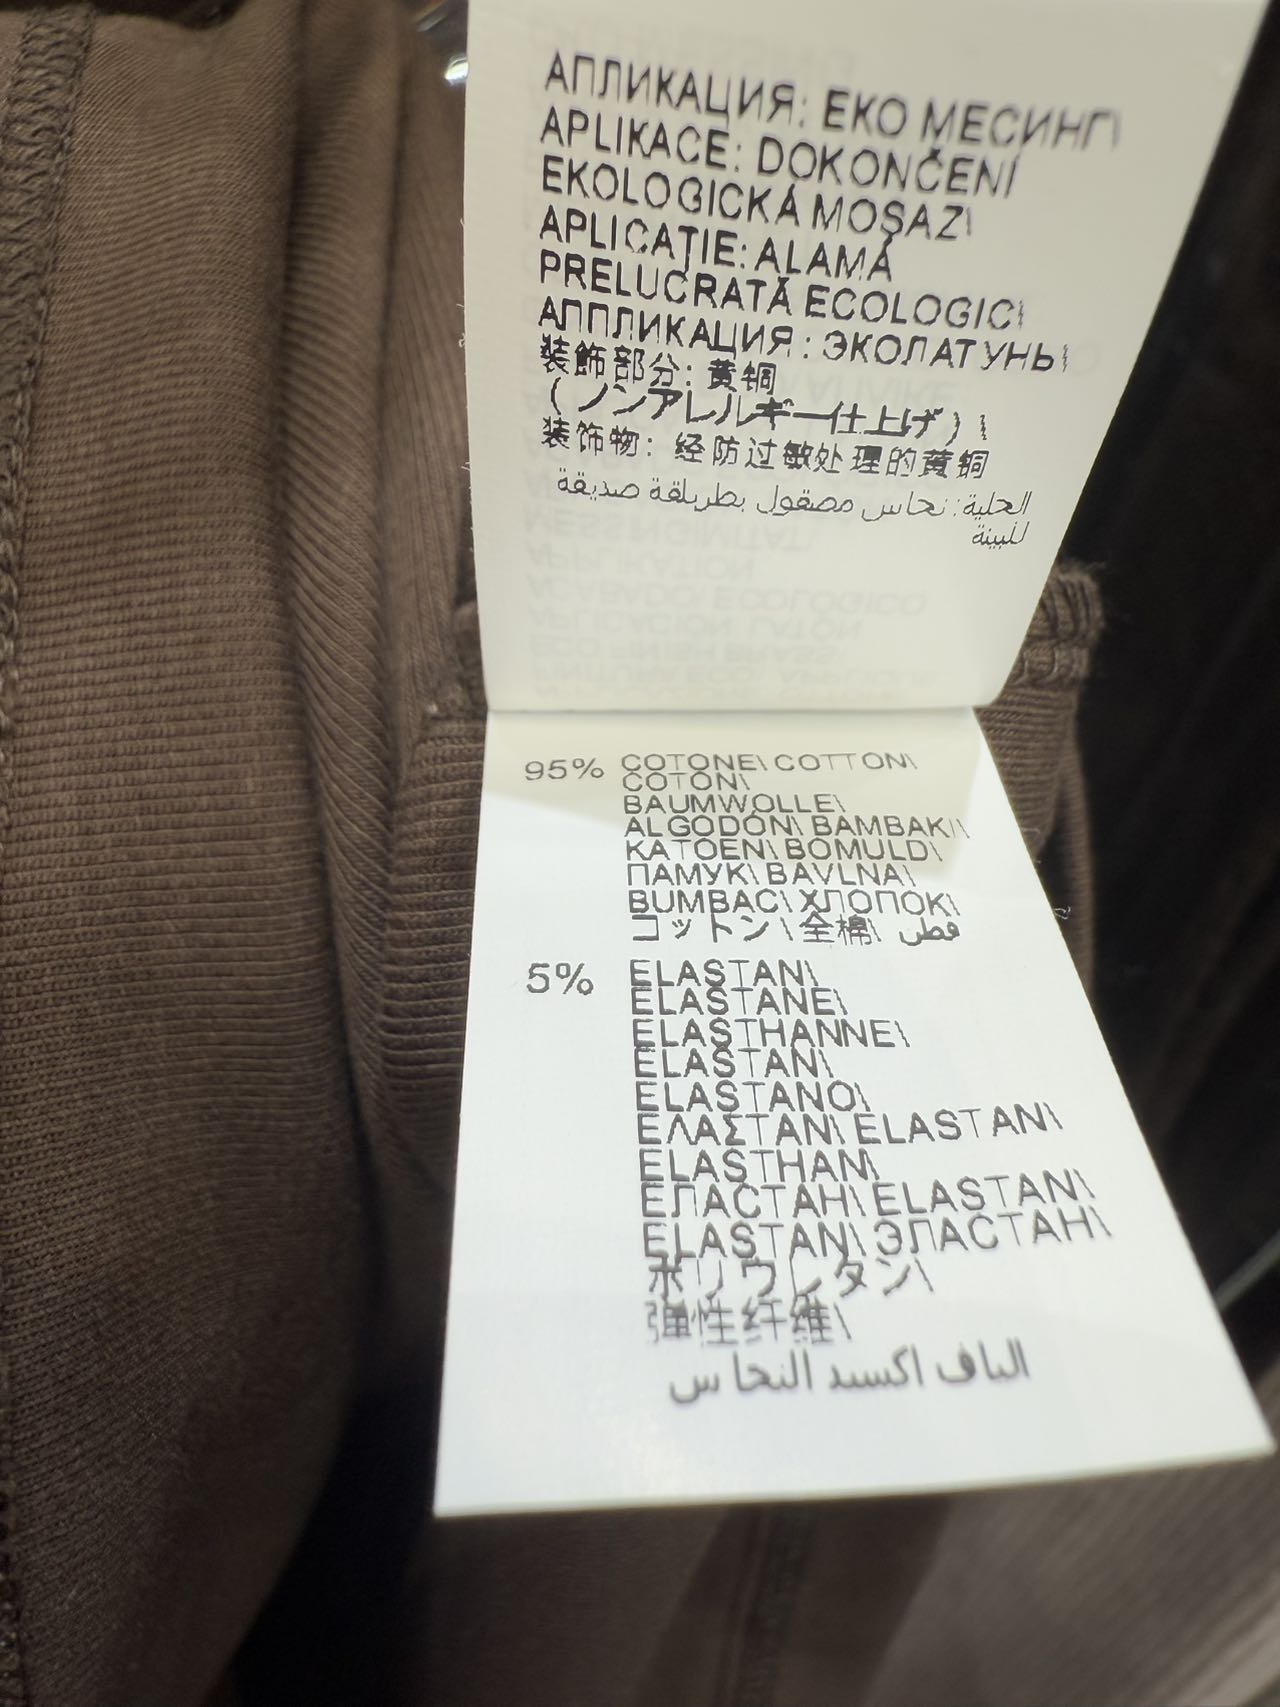 АПЛИКАЦИЯ: ЕКО МЕСИНГ\
APLIKACE: DOKONČENÍ
EKOLOGICKÁ MOSAZ\
APLICAŢIE: ALAMĂ
PRELUCRATĂ ECOLOGIC\
АППЛИКАЦИЯ: ЭКОЛАТУНЬ\
装飾部分: 黄铜
(ノンアレルギー仕上げ) \
装饰物: 经防过敏处理的黄铜
الحلية: نحاس مصقول بطريقة صديقة
للبيئة
95% COTONE\ COTTON\
COTON\
BAUMWOLLE\
ALGODÓN\ BAMBAKI\
KATOEN\ BOMULD\
ПАМУК\ BAVLNA\
BUMBAC\ ХЛОПОК\
コットン\ 全棉\ قطن
5% ELASTAN\
ELASTANE\
ELASTHANNE\
ELASTAN\
ELASTANO\
ΕΛΑΣΤΑΝ\ ELASTAN\
ELASTHAN\
ЕЛАСТАН\ ELASTAN\
ELASTAN\ ЭЛАСТАН\
ポリウレタン\
弹性纤维\
الياف اكسيد النحاس